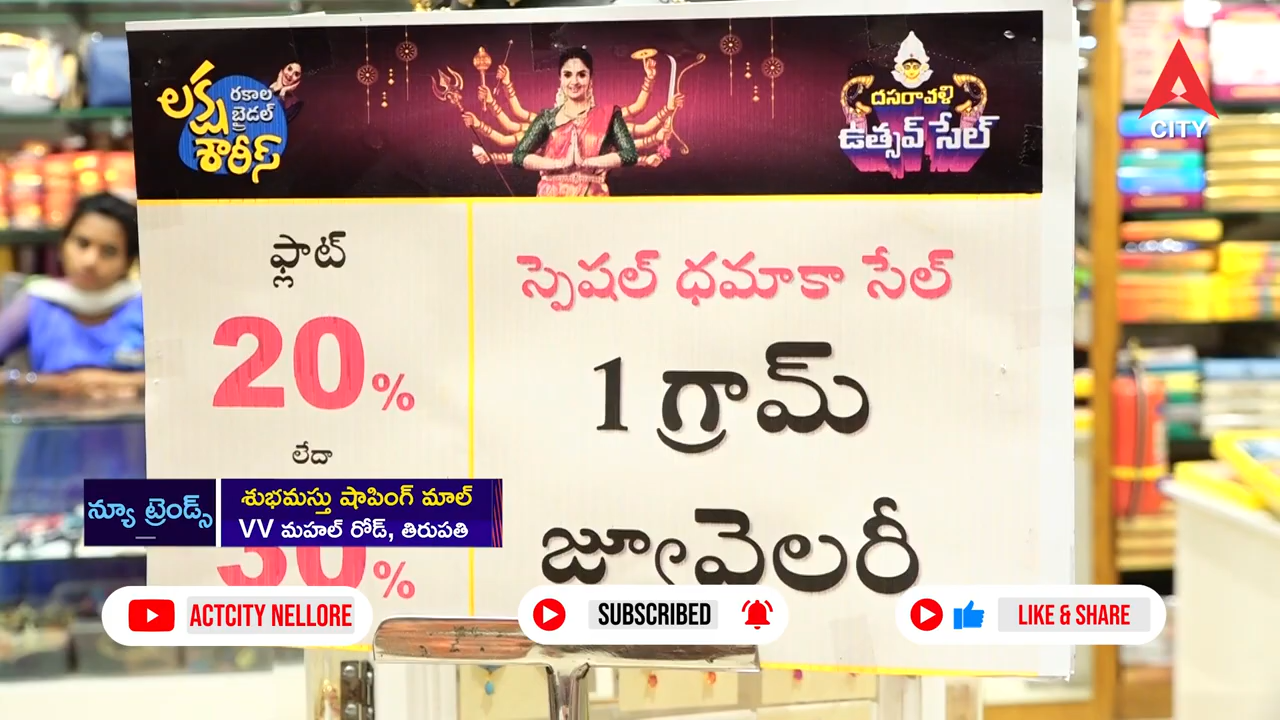 లక్ష
రకాల
బ్రైడల్
శారీస్
దసరావళి
ఉత్సవ్ సేల్
CITY
ఫ్లాట్
20%
లేదా
30%
స్పెషల్ ధమాకా సేల్
1 గ్రామ్
జ్యూవెలరీ
న్యూ ట్రెండ్స్
శుభమస్తు షాపింగ్ మాల్
VV మహల్ రోడ్, తిరుపతి
ACTCITY NELLORE
SUBSCRIBED
LIKE & SHARE